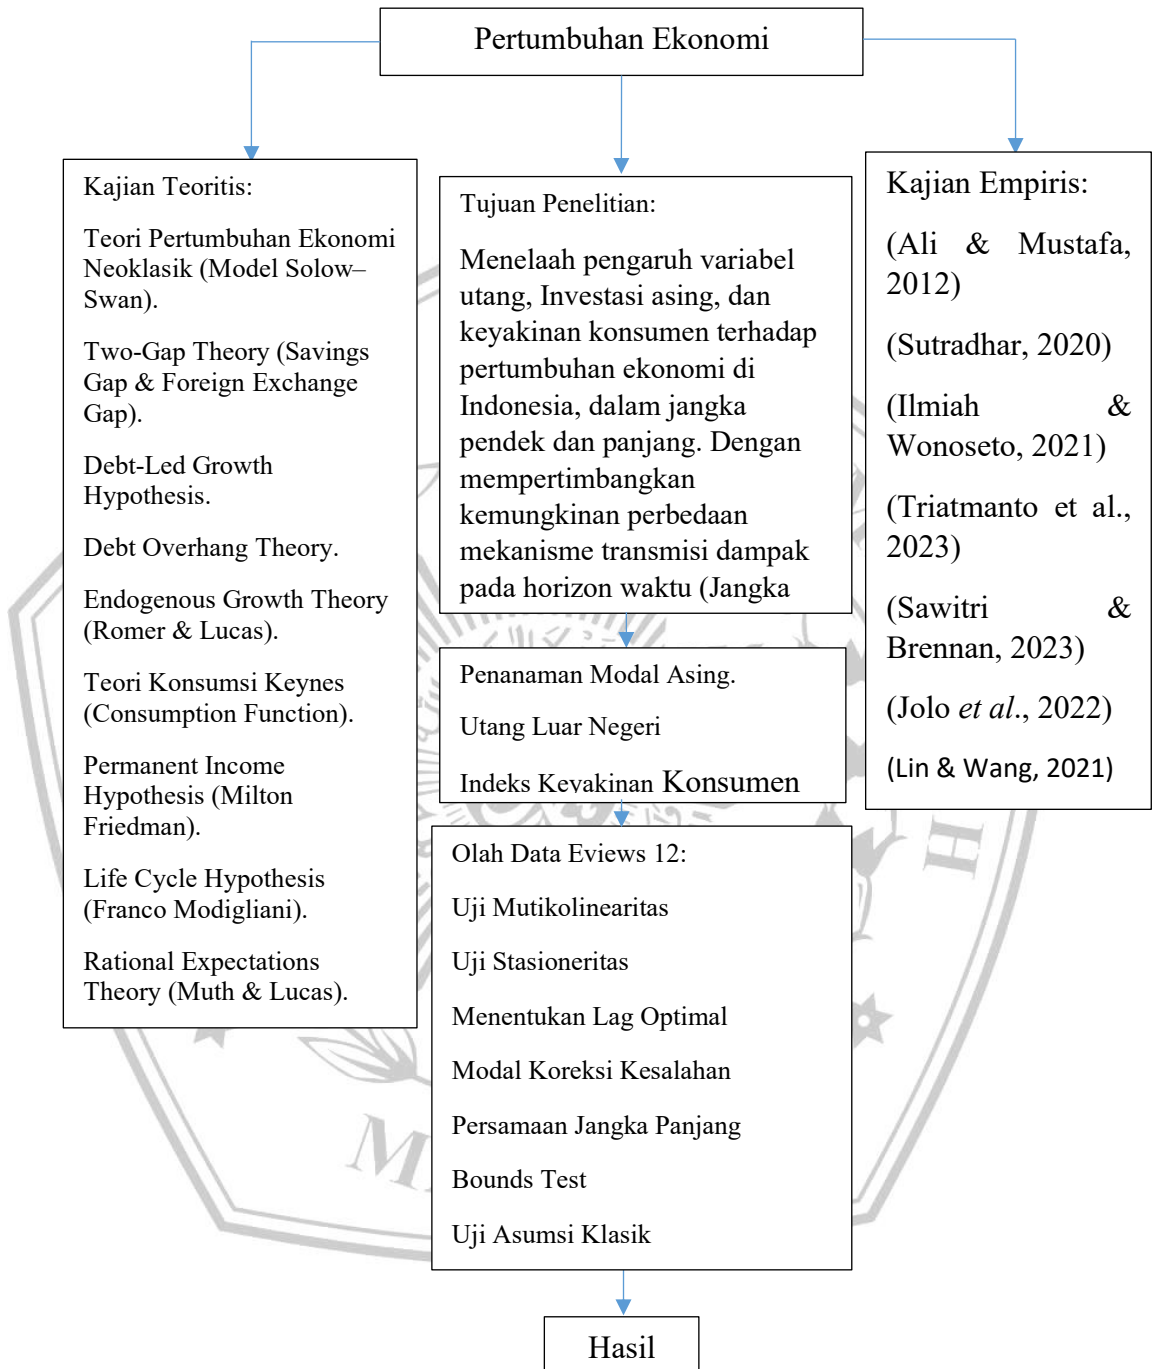 Pertumbuhan Ekonomi
Kajian Teoritis:
Teori Pertumbuhan Ekonomi
Neoklasik (Model Solow–
Swan).
Two-Gap Theory (Savings
Gap & Foreign Exchange
Gap).
Debt-Led Growth
Hypothesis.
Debt Overhang Theory.
Endogenous Growth Theory
(Romer & Lucas).
Teori Konsumsi Keynes
(Consumption Function).
Permanent Income
Hypothesis (Milton
Friedman).
Life Cycle Hypothesis
(Franco Modigliani).
Rational Expectations
Theory (Muth & Lucas).
Tujuan Penelitian:
Menelaah pengaruh variabel
utang, Investasi asing, dan
keyakinan konsumen terhadap
pertumbuhan ekonomi di
Indonesia, dalam jangka
pendek dan panjang. Dengan
mempertimbangkan
kemungkinan perbedaan
mekanisme transmisi dampak
pada horizon waktu (Jangka
Penanaman Modal Asing.
Utang Luar Negeri
Indeks Keyakinan Konsumen
Olah Data Eviews 12:
Uji Mutikolinearitas
Uji Stasioneritas
Menentukan Lag Optimal
Modal Koreksi Kesalahan
Persamaan Jangka Panjang
Bounds Test
Uji Asumsi Klasik
Hasil
Kajian Empiris:
(Ali & Mustafa,
2012)
(Sutradhar, 2020)
(Ilmiah &
Wonoseto, 2021)
(Triatmanto et al.,
2023)
(Sawitri &
Brennan, 2023)
(Jolo et al., 2022)
(Lin & Wang, 2021)